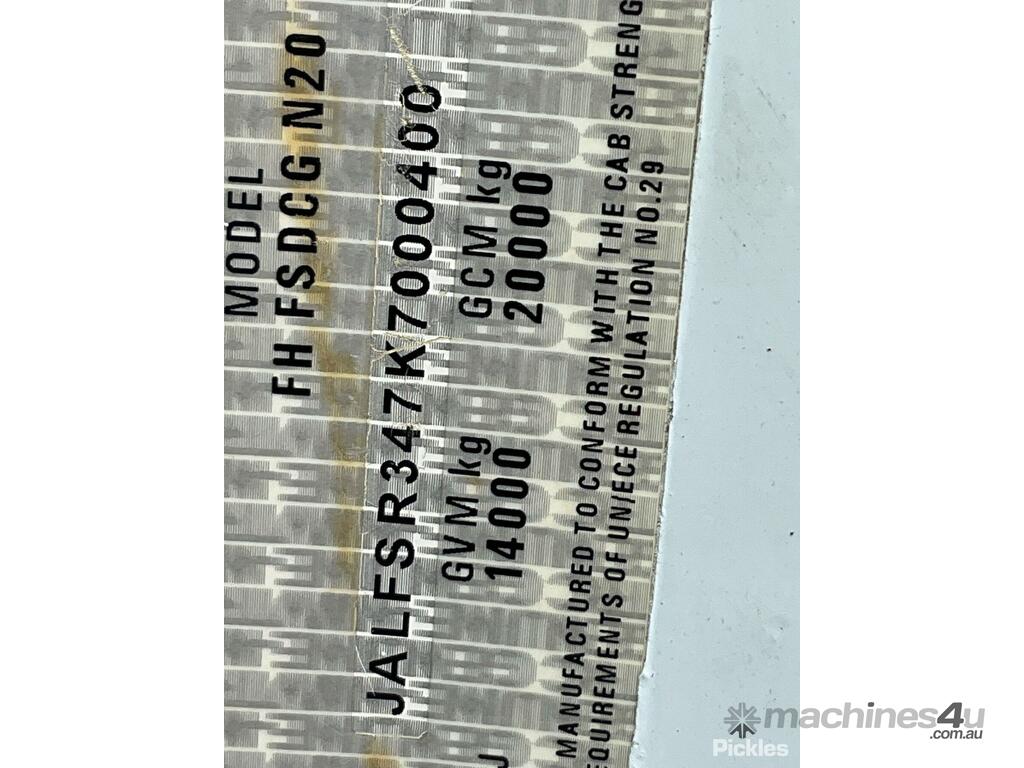 MODEL
FH FSDCG N20
JALFSR347K7000400
GVM kg GCM kg
14000 20000
MANUFACTURED TO CONFORM WITH THE CAB STRENG
EQUIREMENTS OF UN/ECE REGULATION NO.29
J
machines4u
.com.au
Pickles